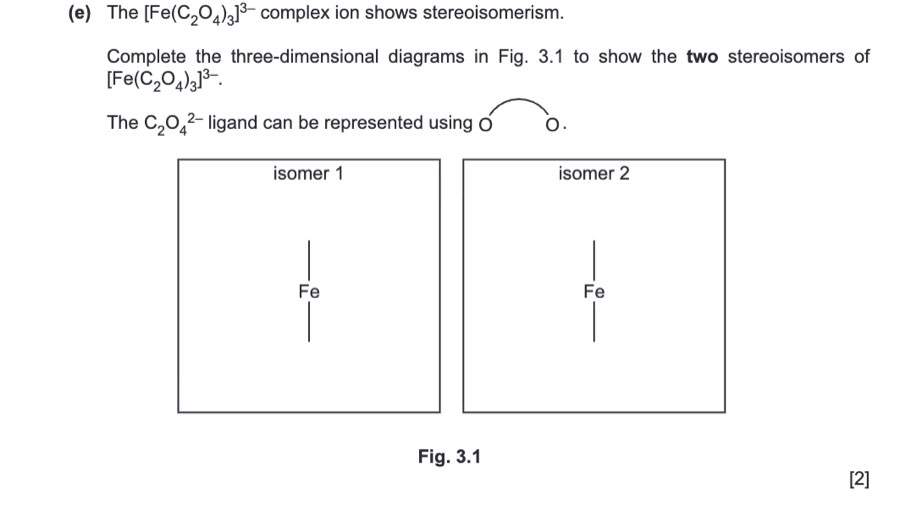 (e) The [Fe(C₂O₄)₃]³⁻ complex ion shows stereoisomerism.
Complete the three-dimensional diagrams in Fig. 3.1 to show the two stereoisomers of
[Fe(C₂O₄)₃]³⁻.
The C₂O₄²⁻ ligand can be represented using O O.
isomer 1
isomer 2
Fe
Fe
Fig. 3.1
[2]